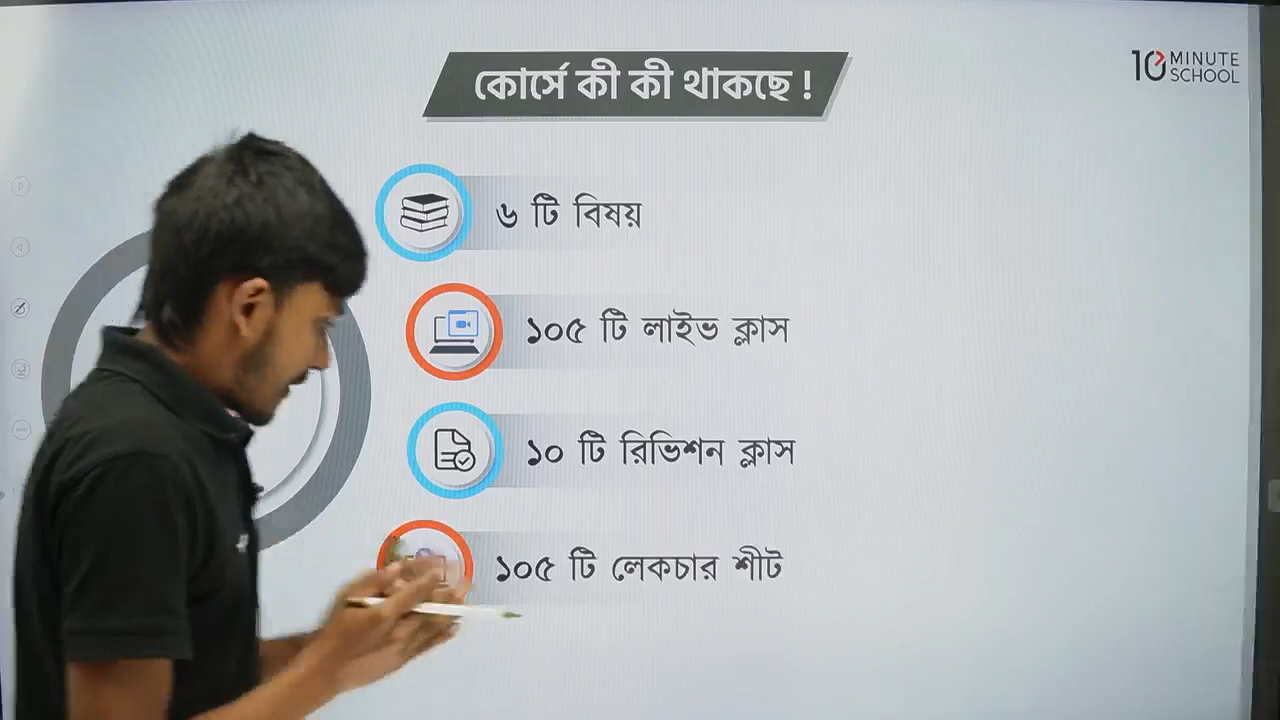 কোর্সে কী কী থাকছে !
10 MINUTE SCHOOL
৬ টি বিষয়
১০৫ টি লাইভ ক্লাস
১০ টি রিভিশন ক্লাস
১০৫ টি লেকচার শীট